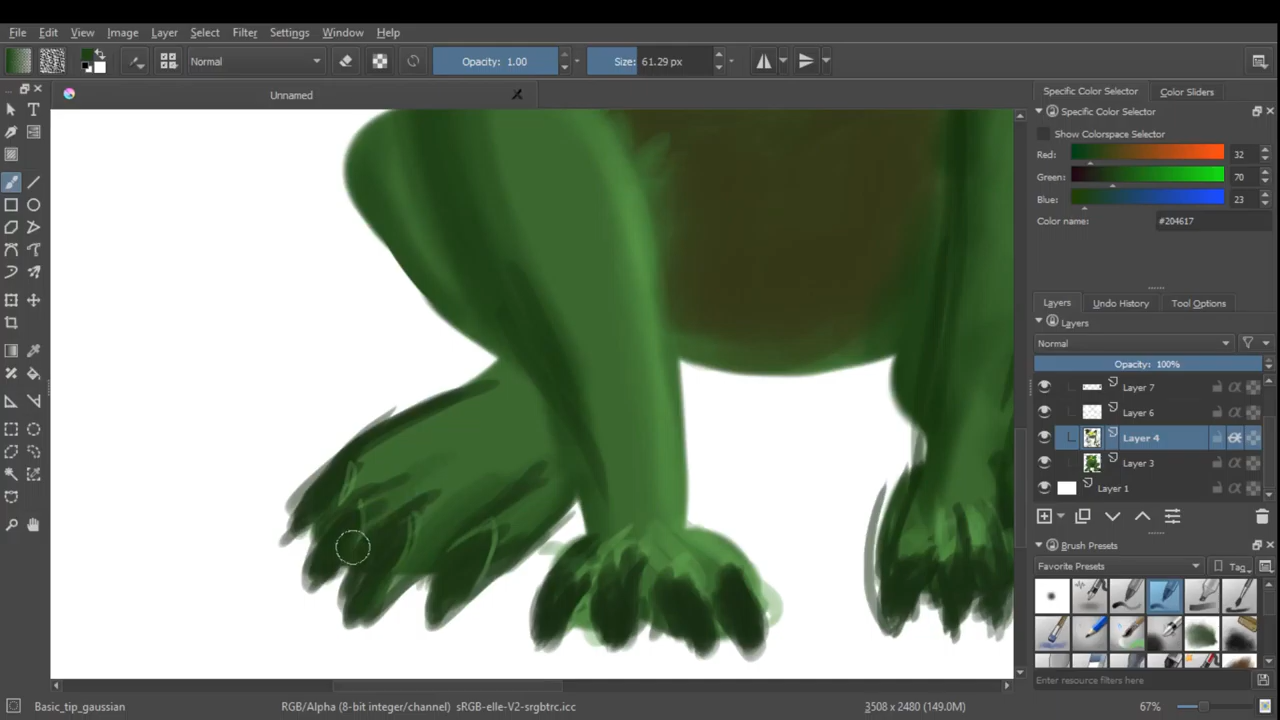 File Edit View Image Layer Select Filter Settings Window Help
Normal Opacity: 1.00 Size: 61.29 px
Unnamed
Specific Color Selector Color Sliders
Specific Color Selector
Show Colorspace Selector
Red: 32
Green: 70
Blue: 23
Color name: #204617
Layers Undo History Tool Options
Layers
Normal
Opacity: 100%
Layer 7
Layer 6
Layer 4
Layer 3
Layer 1
Brush Presets
Favorite Presets Tag
Enter resource filters here
Basic_tip_gaussian RGB/Alpha (8-bit integer/channel) sRGB-elle-V2-srgbtrc.icc 3508 x 2480 (149.0M) 67%